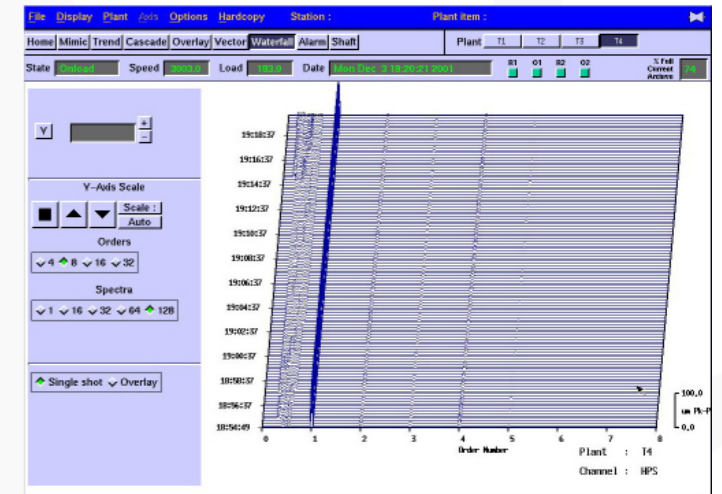 File Display Plant Axis Options Hardcopy Station : Plant item :
Home Mimic Trend Cascade Overlay Vector Waterfall Alarm Shaft Plant T1 T2 T3 T4
State Onload Speed 3003.0 Load 183.0 Date Mon Dec 3 19:20:21 2001 R1 O1 R2 O2 % Full Current Archive 74
Y + -
Y-Axis Scale
Scale :
Auto
Orders
4 8 16 32
Spectra
1 16 32 64 128
Single shot Overlay
19:18:37
19:16:37
19:14:37
19:12:37
19:10:37
19:08:37
19:06:37
19:04:37
19:02:37
19:00:37
18:58:37
18:56:37
18:54:49
0 1 2 3 4 5 6 7 8
Order Number
100.0
um Pk-P
0.0
Plant : T4
Channel : HPS